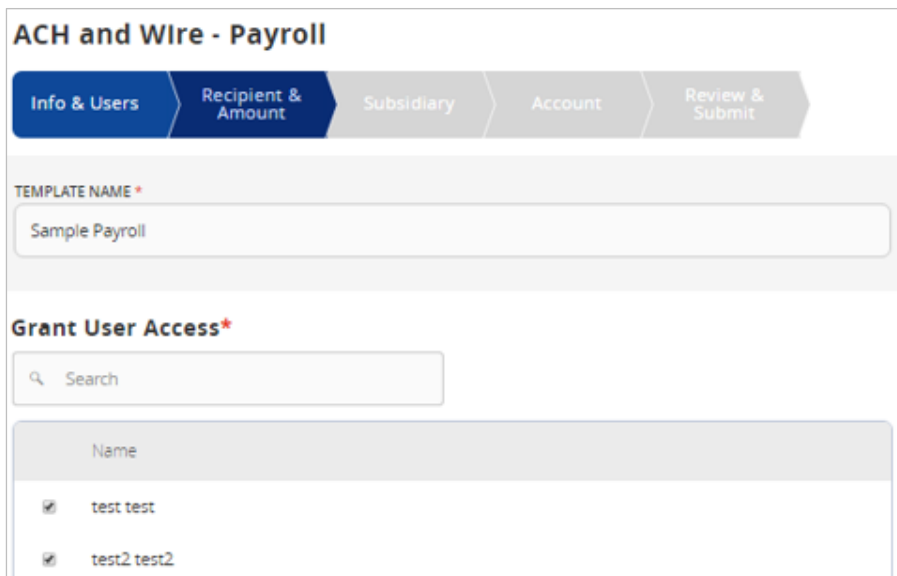 ACH and WIre - Payroll
Info & Users
Recipient &
Amount
Subsidiary
Account
Review &
Submit
TEMPLATE NAME *
Sample Payroll
Grant User Access*
Search
Name
test test
test2 test2